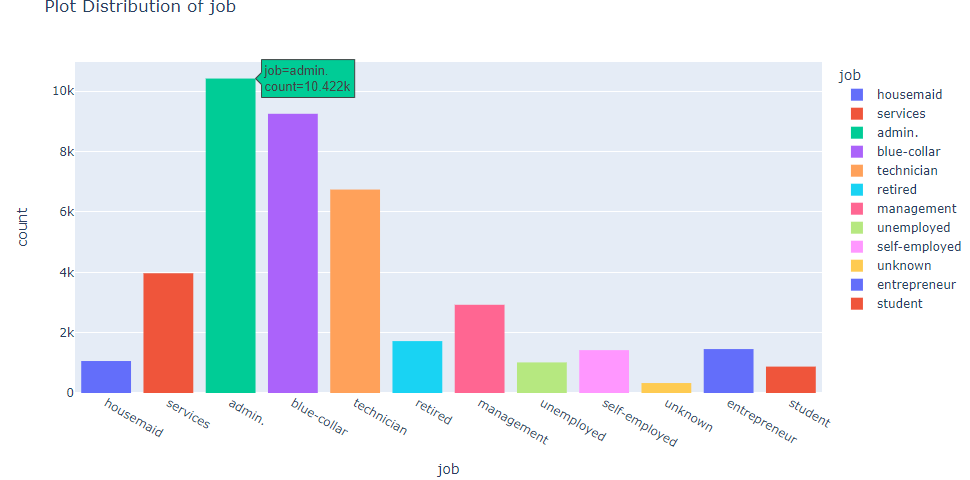 Plot Distribution of job
job=admin.
count=10.422k
job
housemaid
services
admin.
blue-collar
technician
retired
management
unemployed
self-employed
unknown
entrepreneur
student
10k
8k
6k
4k
2k
0
count
housemaid
services
admin.
blue-collar
technician
retired
management
unemployed
self-employed
unknown
entrepreneur
student
job